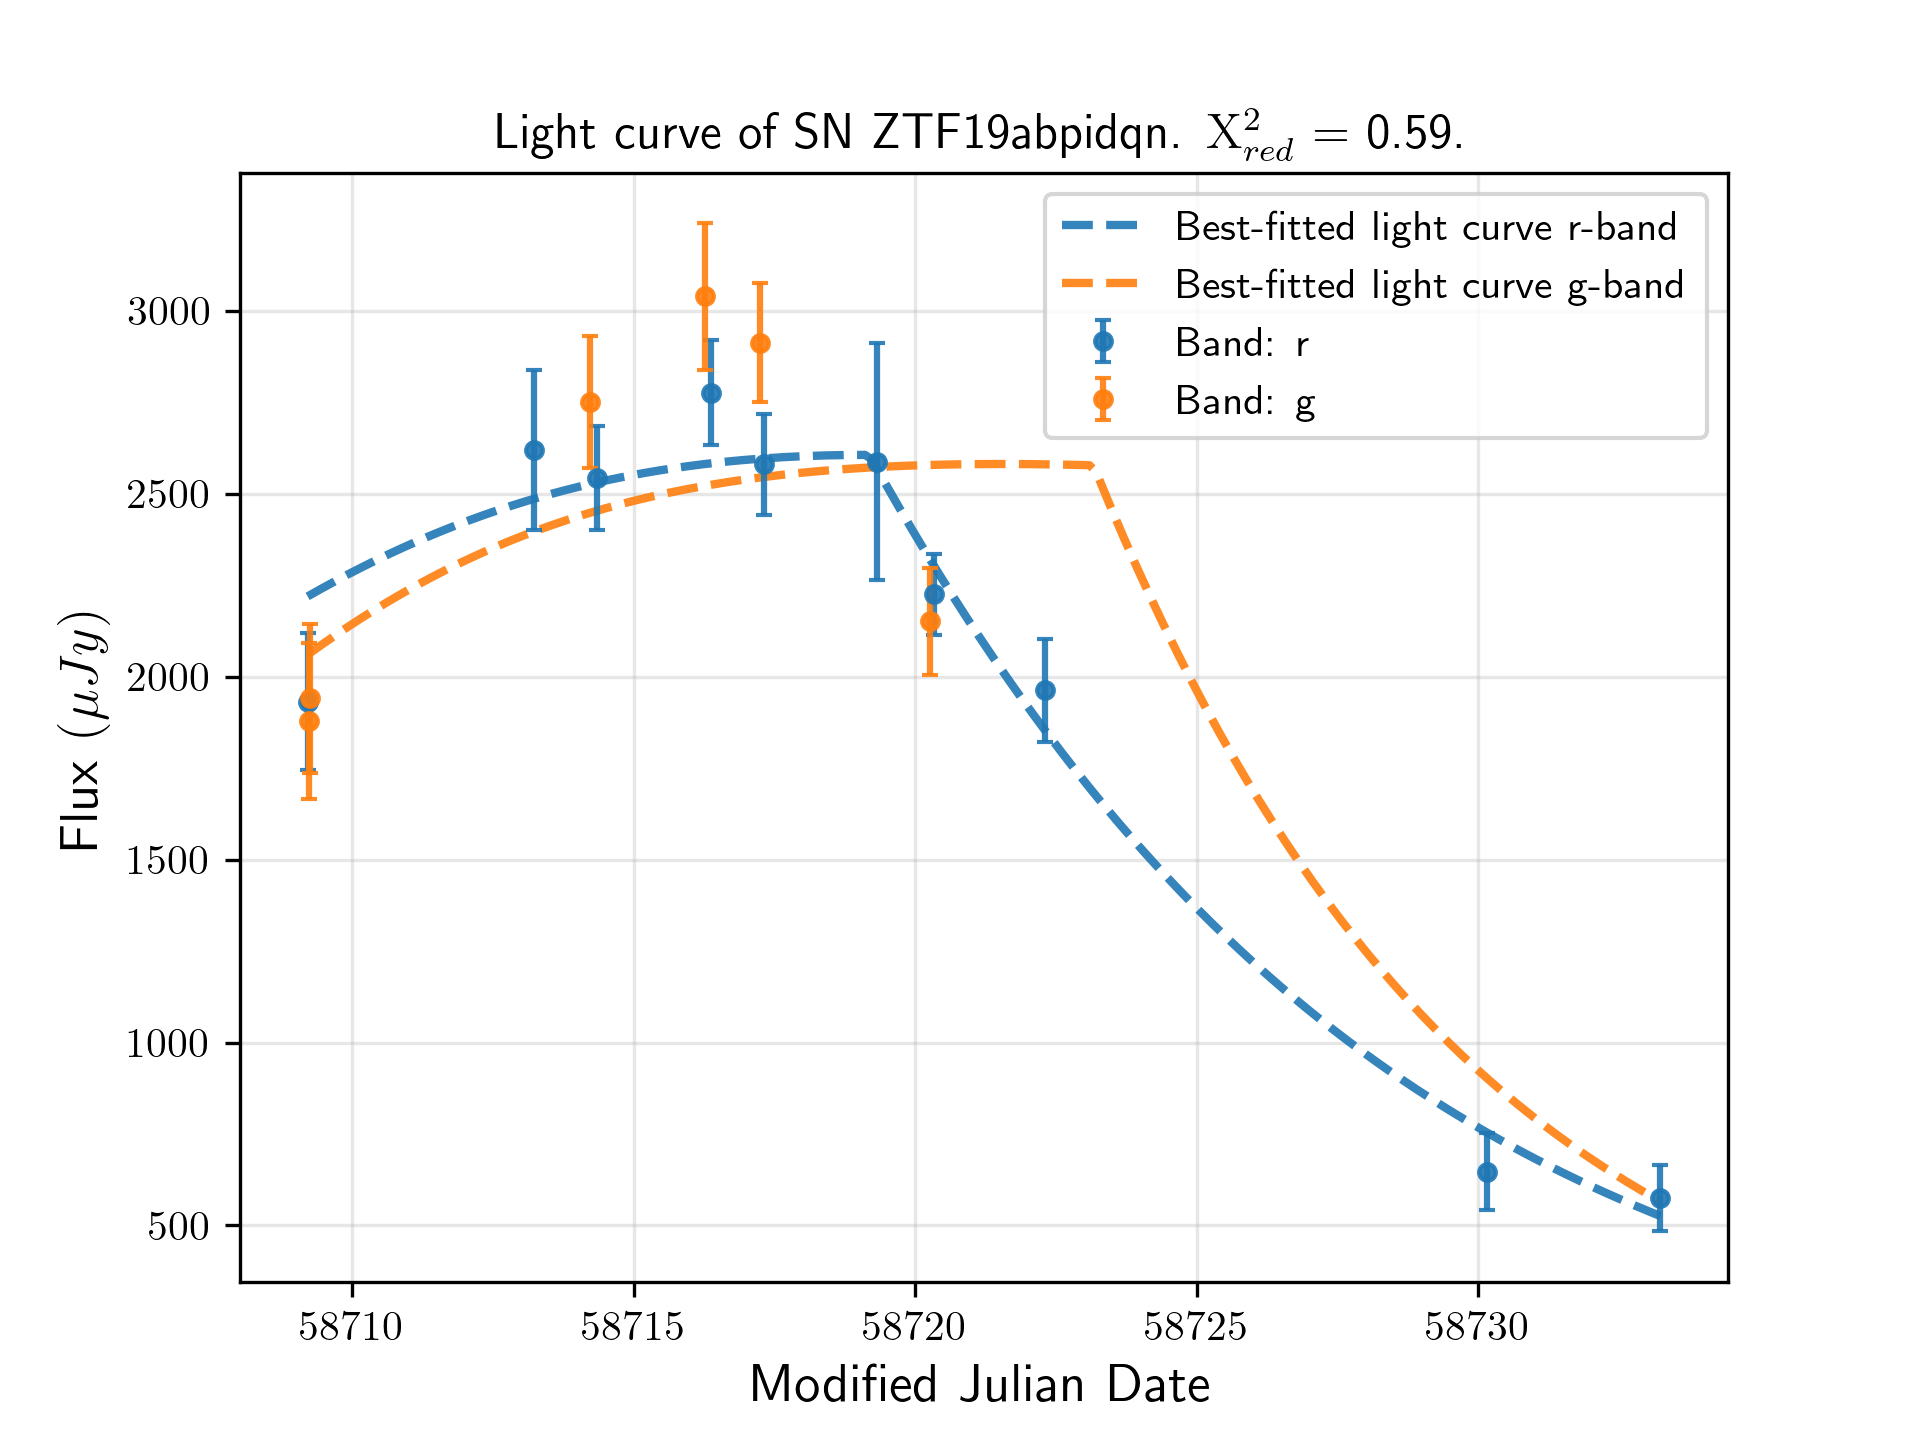 Light curve of SN ZTF19abpidqn. X²_red = 0.59.
Best-fitted light curve r-band
Best-fitted light curve g-band
Band: r
Band: g
Flux (μJy)
3000
2500
2000
1500
1000
500
58710 58715 58720 58725 58730
Modified Julian Date